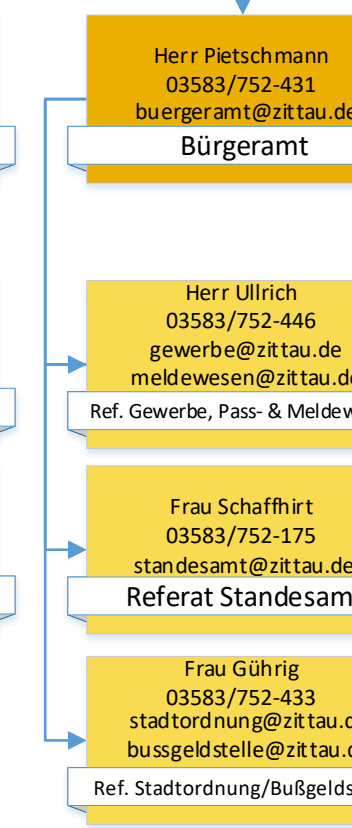 Herr Pietschmann
03583/752-431
buergeramt@zittau.de
Bürgeramt
Herr Ullrich
03583/752-446
gewerbe@zittau.de
meldewesen@zittau.de
Ref. Gewerbe, Pass- & Meldew
Frau Schaffhirt
03583/752-175
standesamt@zittau.de
Referat Standesam
Frau Gührig
03583/752-433
stadtordnung@zittau.d
bussgeldstelle@zittau.d
Ref. Stadtordnung/Bußgelds